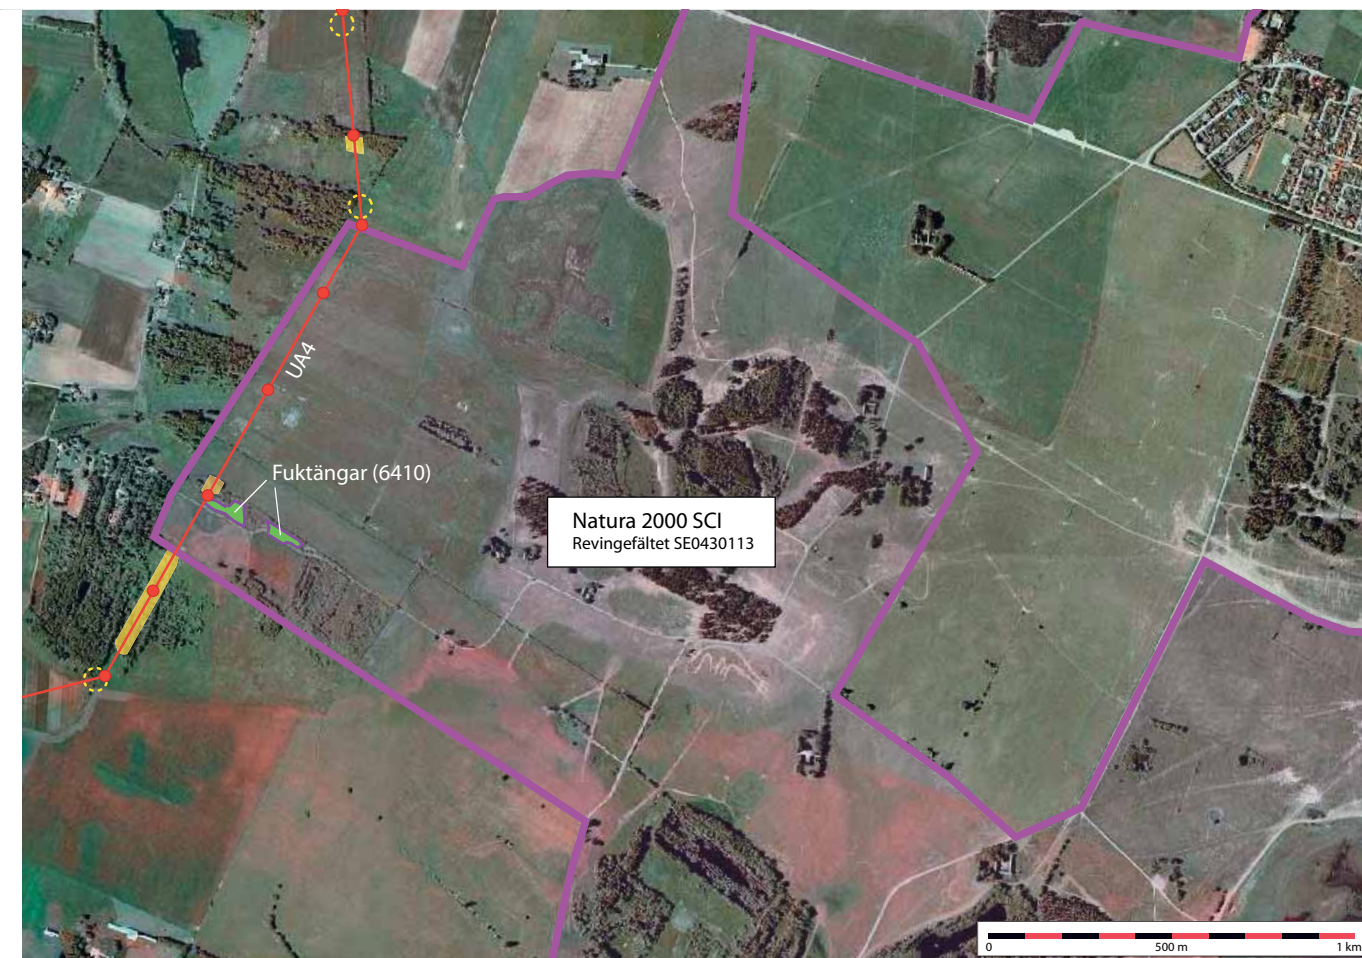 UA4
Fuktängar (6410)
Natura 2000 SCI
Revingefältet SE0430113
0 500 m 1 km